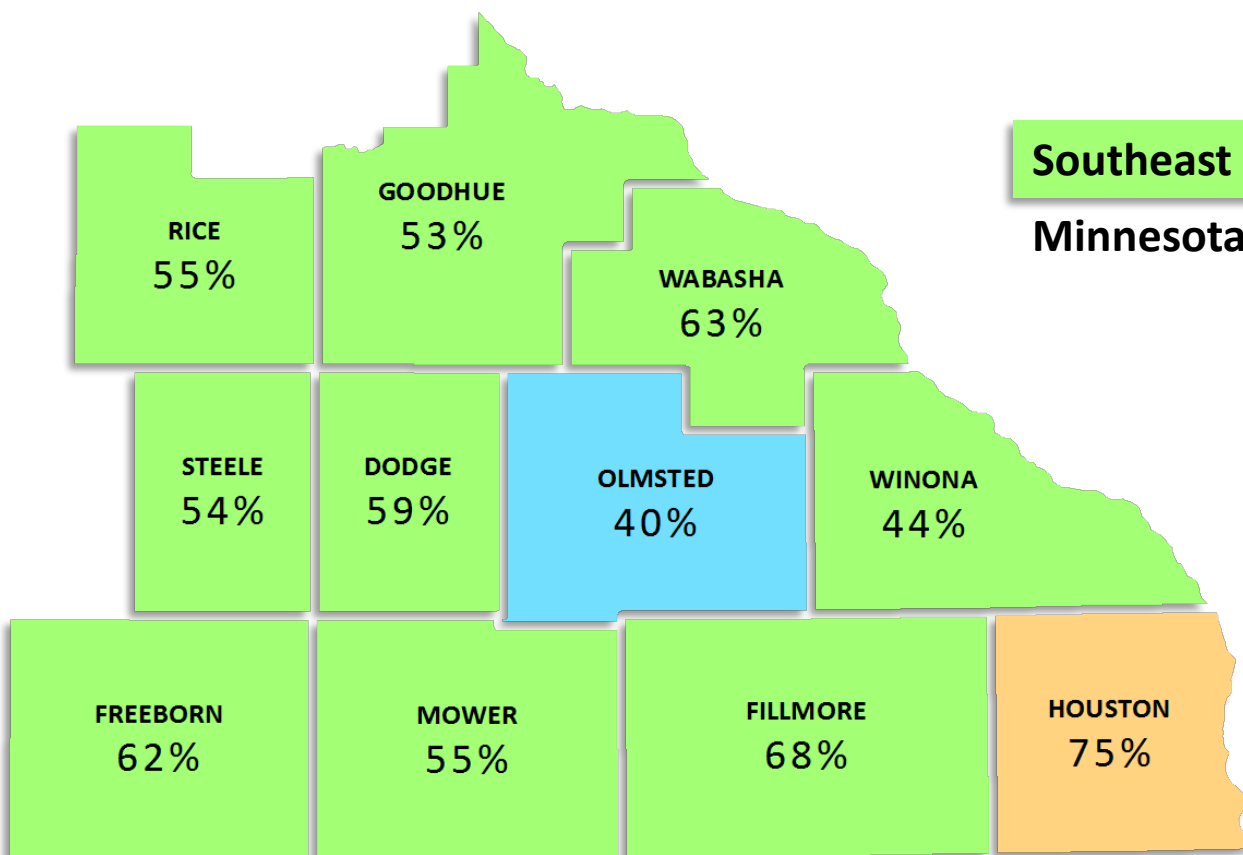 Southeast
Minnesota
GOODHUE
53%
RICE
55%
WABASHA
63%
STEELE
54%
DODGE
59%
OLMSTED
40%
WINONA
44%
FREEBORN
62%
MOWER
55%
FILLMORE
68%
HOUSTON
75%